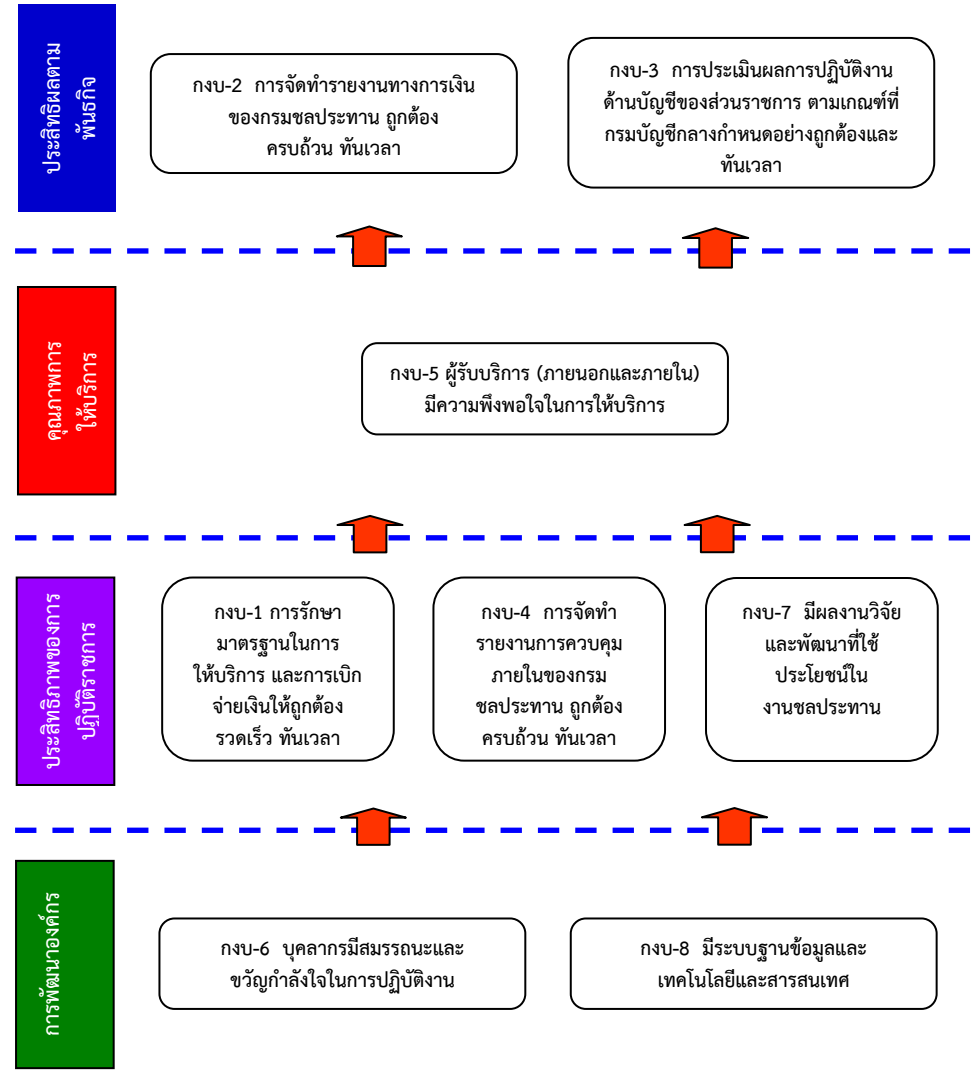 ประสิทธิผลตาม
พันธกิจ
กงบ-2 การจัดทำรายงานทางการเงิน
ของกรมชลประทาน ถูกต้อง
ครบถ้วน ทันเวลา
กงบ-3 การประเมินผลการปฏิบัติงาน
ด้านบัญชีของส่วนราชการ ตามเกณฑ์ที่
กรมบัญชีกลางกำหนดอย่างถูกต้องและ
ทันเวลา
คุณภาพการ
ให้บริการ
กงบ-5 ผู้รับบริการ (ภายนอกและภายใน)
มีความพึงพอใจในการให้บริการ
ประสิทธิภาพของการ
ปฏิบัติราชการ
กงบ-1 การรักษา
มาตรฐานในการ
ให้บริการ และการเบิก
จ่ายเงินให้ถูกต้อง
รวดเร็ว ทันเวลา
กงบ-4 การจัดทำ
รายงานการควบคุม
ภายในของกรม
ชลประทาน ถูกต้อง
ครบถ้วน ทันเวลา
กงบ-7 มีผลงานวิจัย
และพัฒนาที่ใช้
ประโยชน์ใน
งานชลประทาน
การพัฒนาองค์กร
กงบ-6 บุคลากรมีสมรรถนะและ
ขวัญกำลังใจในการปฏิบัติงาน
กงบ-8 มีระบบฐานข้อมูลและ
เทคโนโลยีและสารสนเทศ